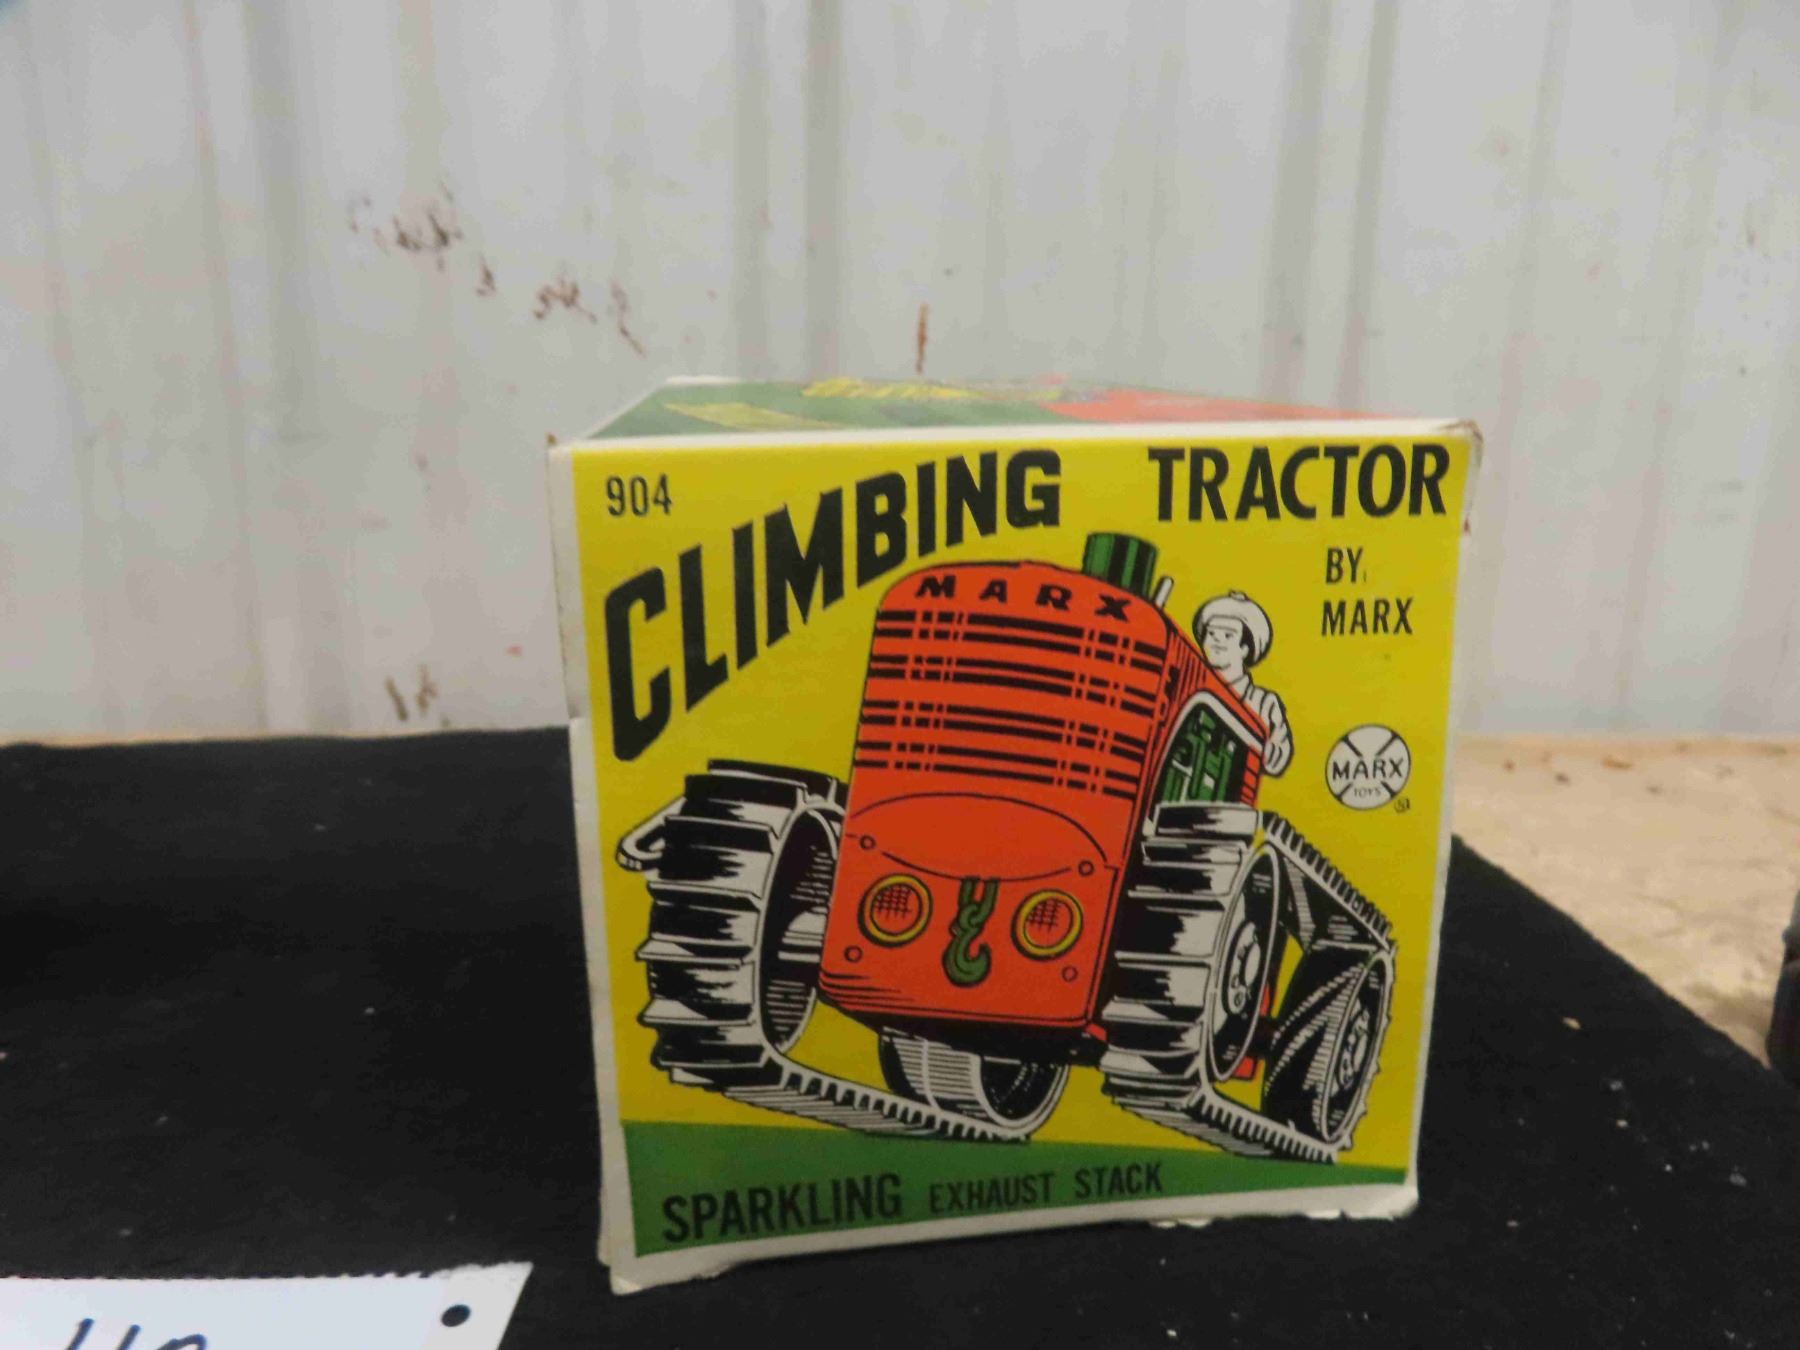 904
CLIMBING TRACTOR
BY
MARX
MARX
MARX
TOYS
SPARKLING EXHAUST STACK